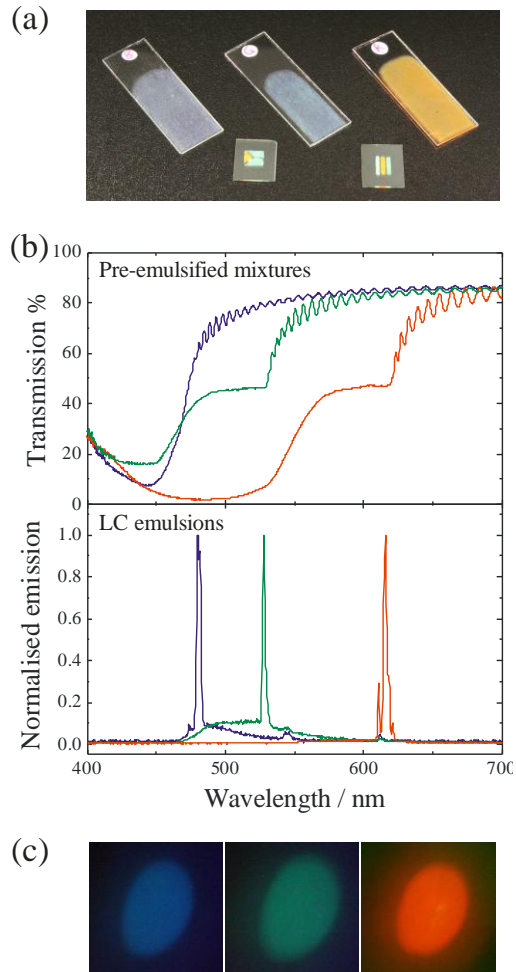 (a)
(b)
100
80
60
40
20
0
Transmission %
Pre-emulsified mixtures
1.0
0.8
0.6
0.4
0.2
0.0
Normalised emission
LC emulsions
400 500 600 700
Wavelength / nm
(c)